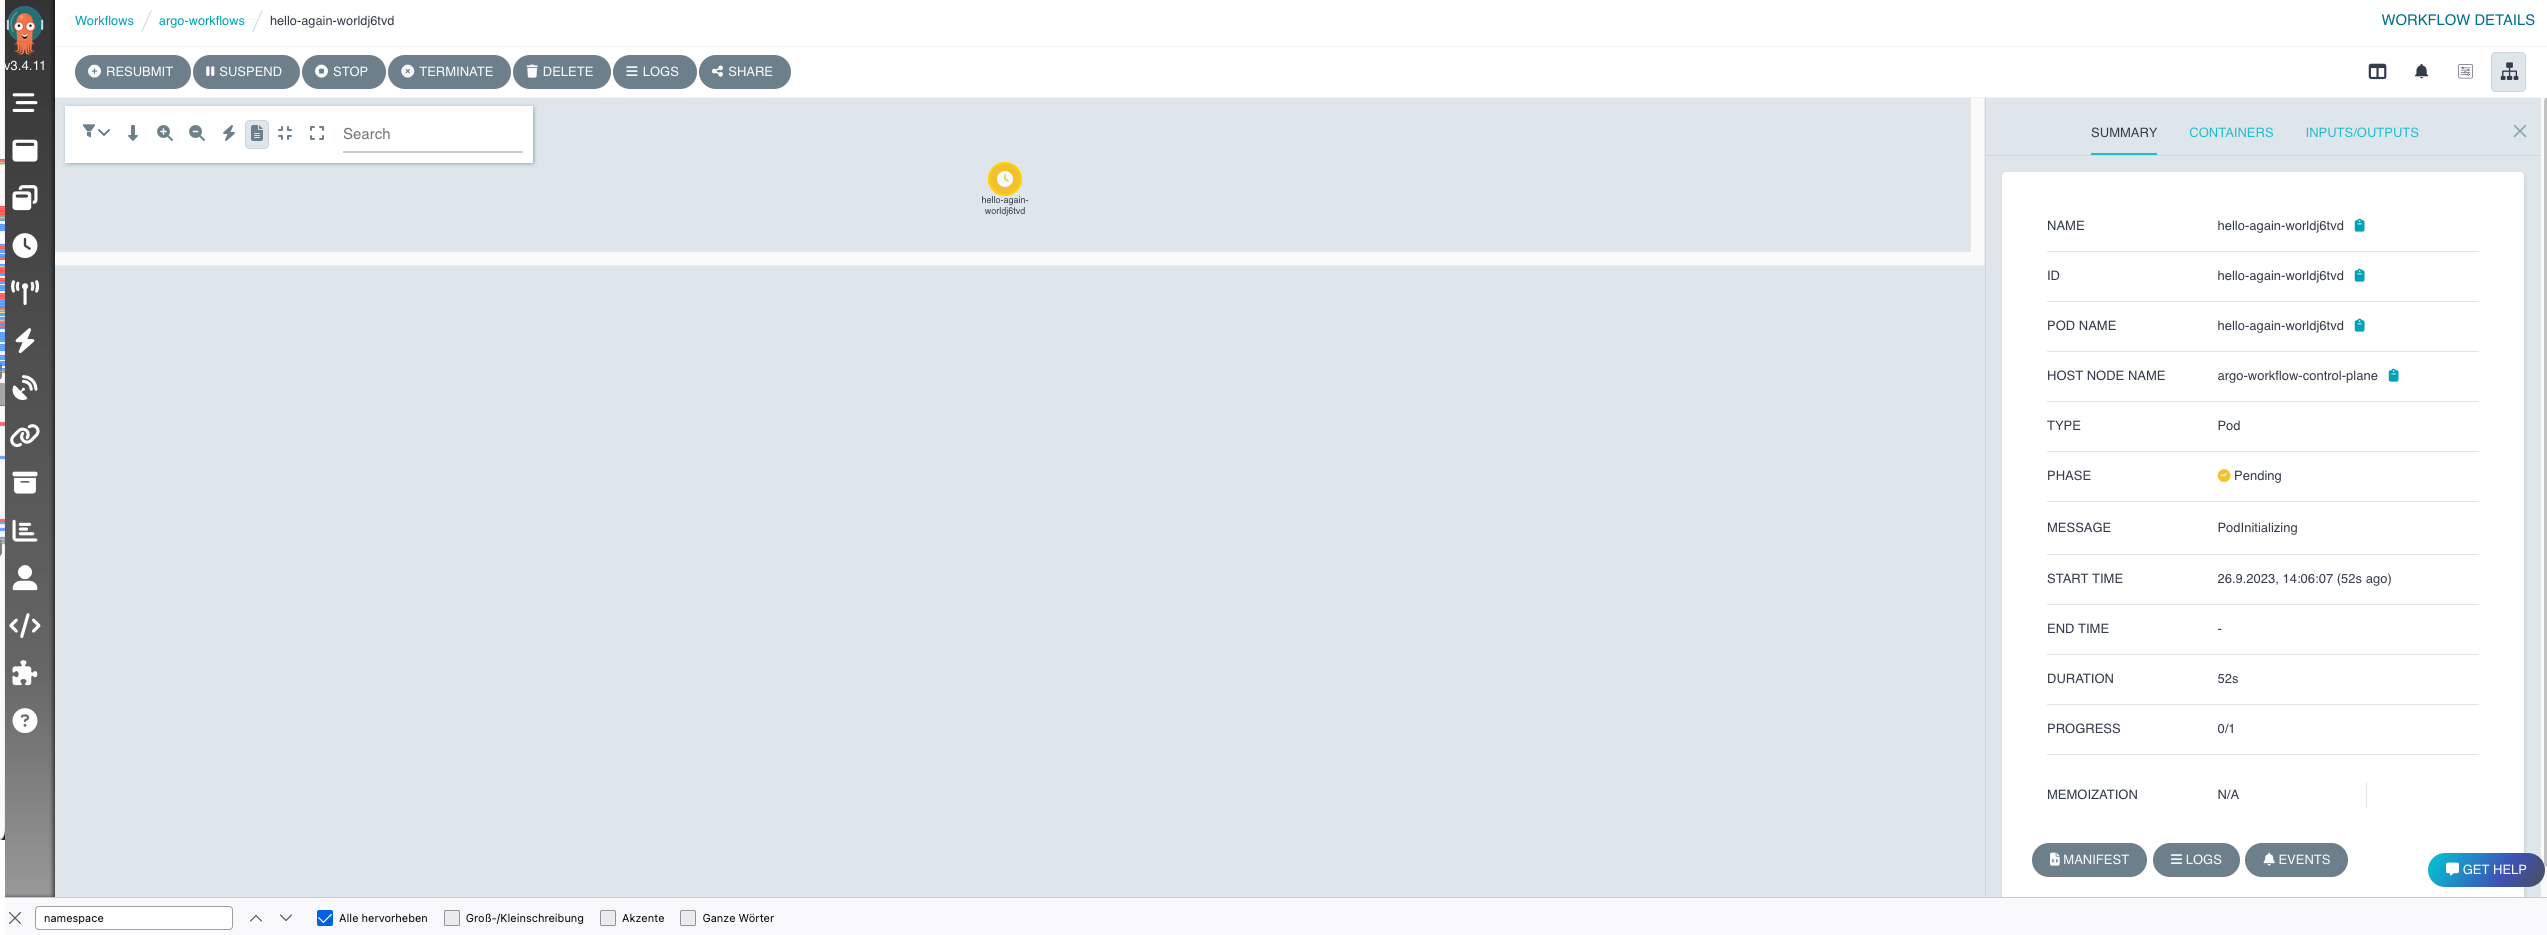 Workflows / argo-workflows / hello-again-worldj6tvd
WORKFLOW DETAILS
v3.4.11
RESUBMIT SUSPEND STOP TERMINATE DELETE LOGS SHARE
Search
hello-again-
worldj6tvd
SUMMARY CONTAINERS INPUTS/OUTPUTS
NAME hello-again-worldj6tvd
ID hello-again-worldj6tvd
POD NAME hello-again-worldj6tvd
HOST NODE NAME argo-workflow-control-plane
TYPE Pod
PHASE Pending
MESSAGE PodInitializing
START TIME 26.9.2023, 14:06:07 (52s ago)
END TIME -
DURATION 52s
PROGRESS 0/1
MEMOIZATION N/A
MANIFEST LOGS EVENTS
GET HELP
namespace Alle hervorheben Groß-/Kleinschreibung Akzente Ganze Wörter